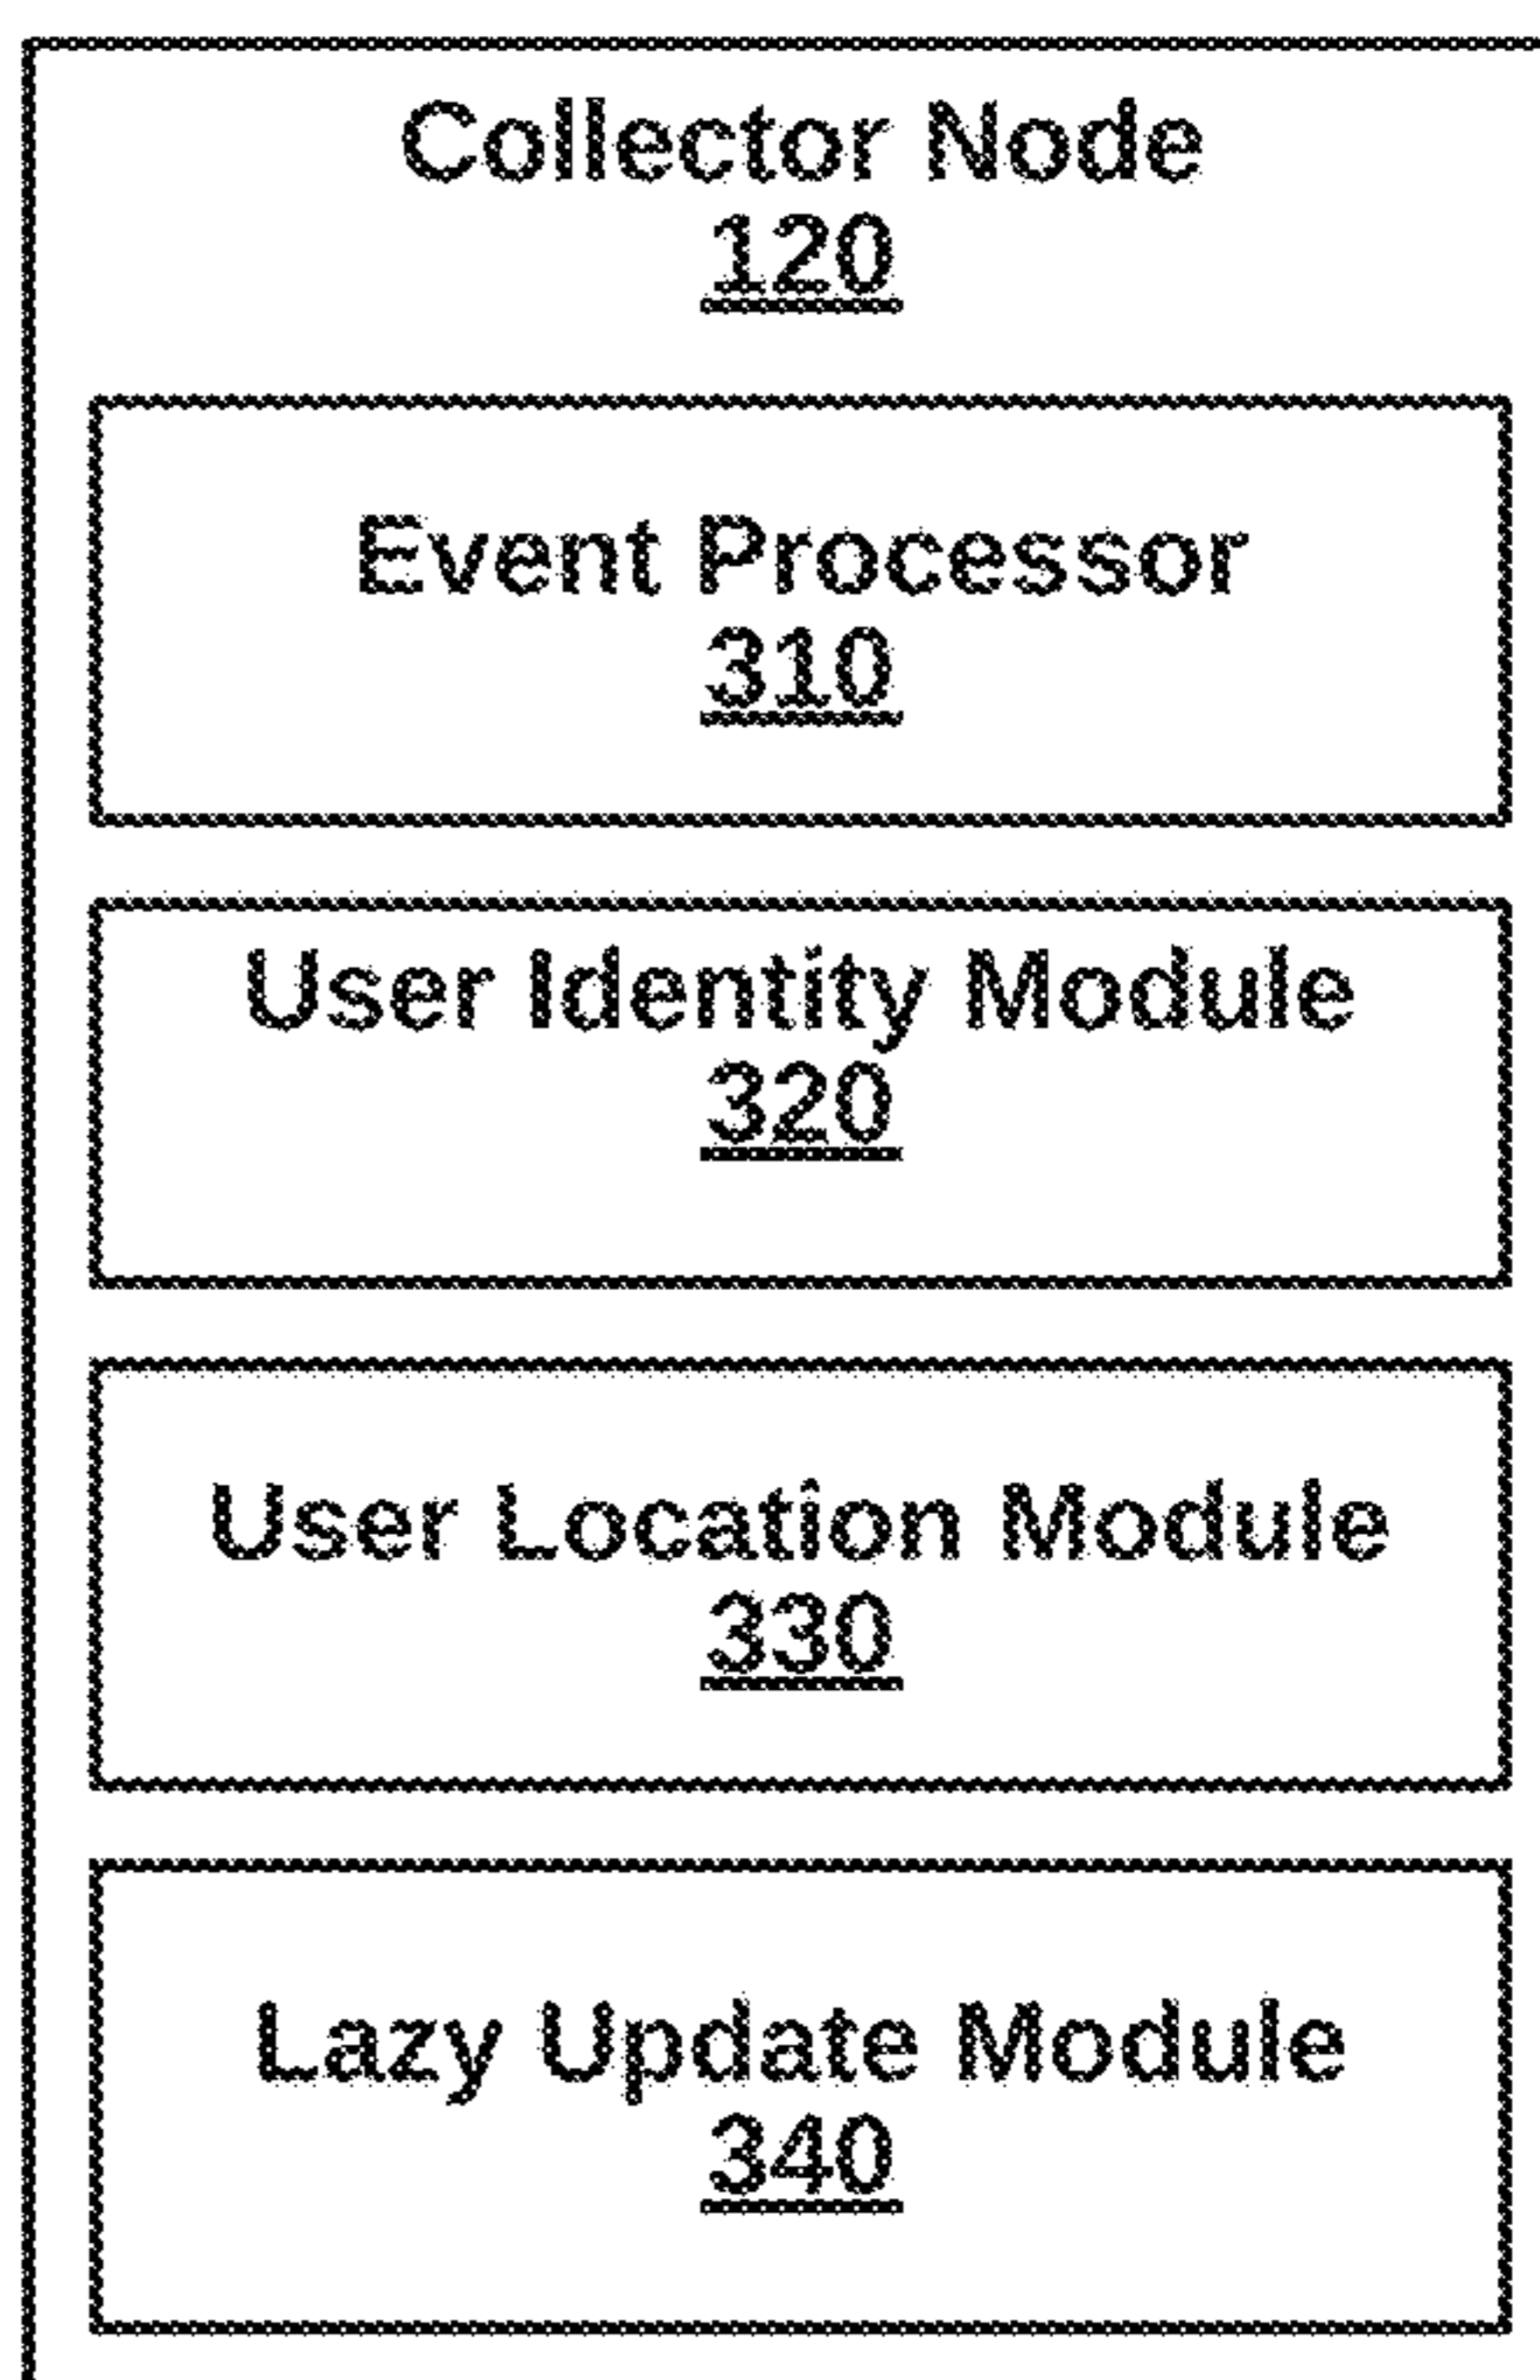 Collector Node
120
Event Processor
310
User Identity Module
320
User Location Module
330
Lazy Update Module
340